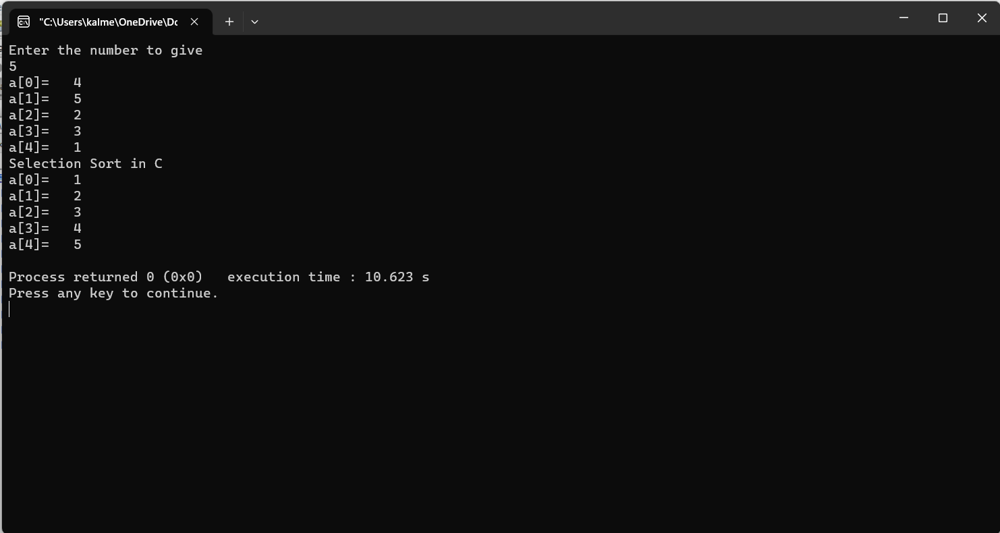 "C:\Users\kalme\OneDrive\Dc
Enter the number to give
5
a[0]=   4
a[1]=   5
a[2]=   2
a[3]=   3
a[4]=   1
Selection Sort in C
a[0]=   1
a[1]=   2
a[2]=   3
a[3]=   4
a[4]=   5
Process returned 0 (0x0)   execution time : 10.623 s
Press any key to continue.